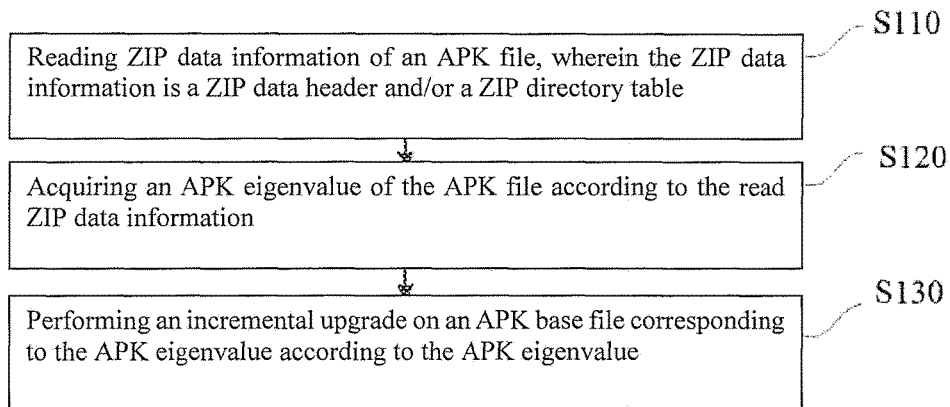 S110
Reading ZIP data information of an APK file, wherein the ZIP data
information is a ZIP data header and/or a ZIP directory table
S120
Acquiring an APK eigenvalue of the APK file according to the read
ZIP data information
S130
Performing an incremental upgrade on an APK base file corresponding
to the APK eigenvalue according to the APK eigenvalue